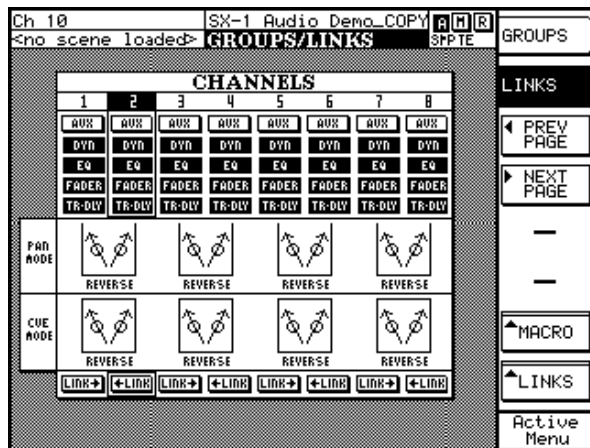 Ch 10 SX-1 Audio Demo_COPY A M R
<no scene loaded> GROUPS/LINKS SMPTE
GROUPS
LINKS
PREV
PAGE
NEXT
PAGE
MACRO
LINKS
Active
Menu
CHANNELS
1 2 3 4 5 6 7 8
AUX AUX AUX AUX AUX AUX AUX AUX
DYN DYN DYN DYN DYN DYN DYN DYN
EQ EQ EQ EQ EQ EQ EQ EQ
FADER FADER FADER FADER FADER FADER FADER FADER
TR-DLY TR-DLY TR-DLY TR-DLY TR-DLY TR-DLY TR-DLY TR-DLY
PAN
MODE
REVERSE REVERSE REVERSE REVERSE
CUE
MODE
REVERSE REVERSE REVERSE REVERSE
LINK→ ←LINK LINK→ ←LINK LINK→ ←LINK LINK→ ←LINK